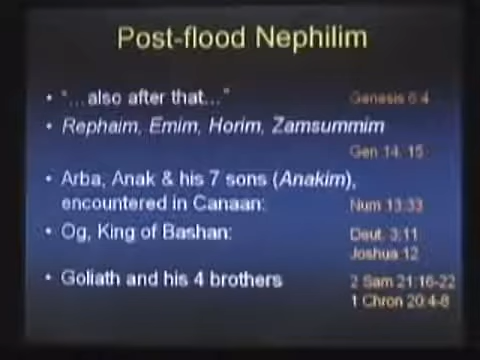 Post-flood Nephilim
• "...also after that..." Genesis 6:4
• Rephaim, Emim, Horim, Zamsummim
Gen 14, 15
• Arba, Anak & his 7 sons (Anakim),
encountered in Canaan: Num 13:33
• Og, King of Bashan: Deut. 3:11
Joshua 12
• Goliath and his 4 brothers 2 Sam 21:16-22
1 Chron 20:4-8